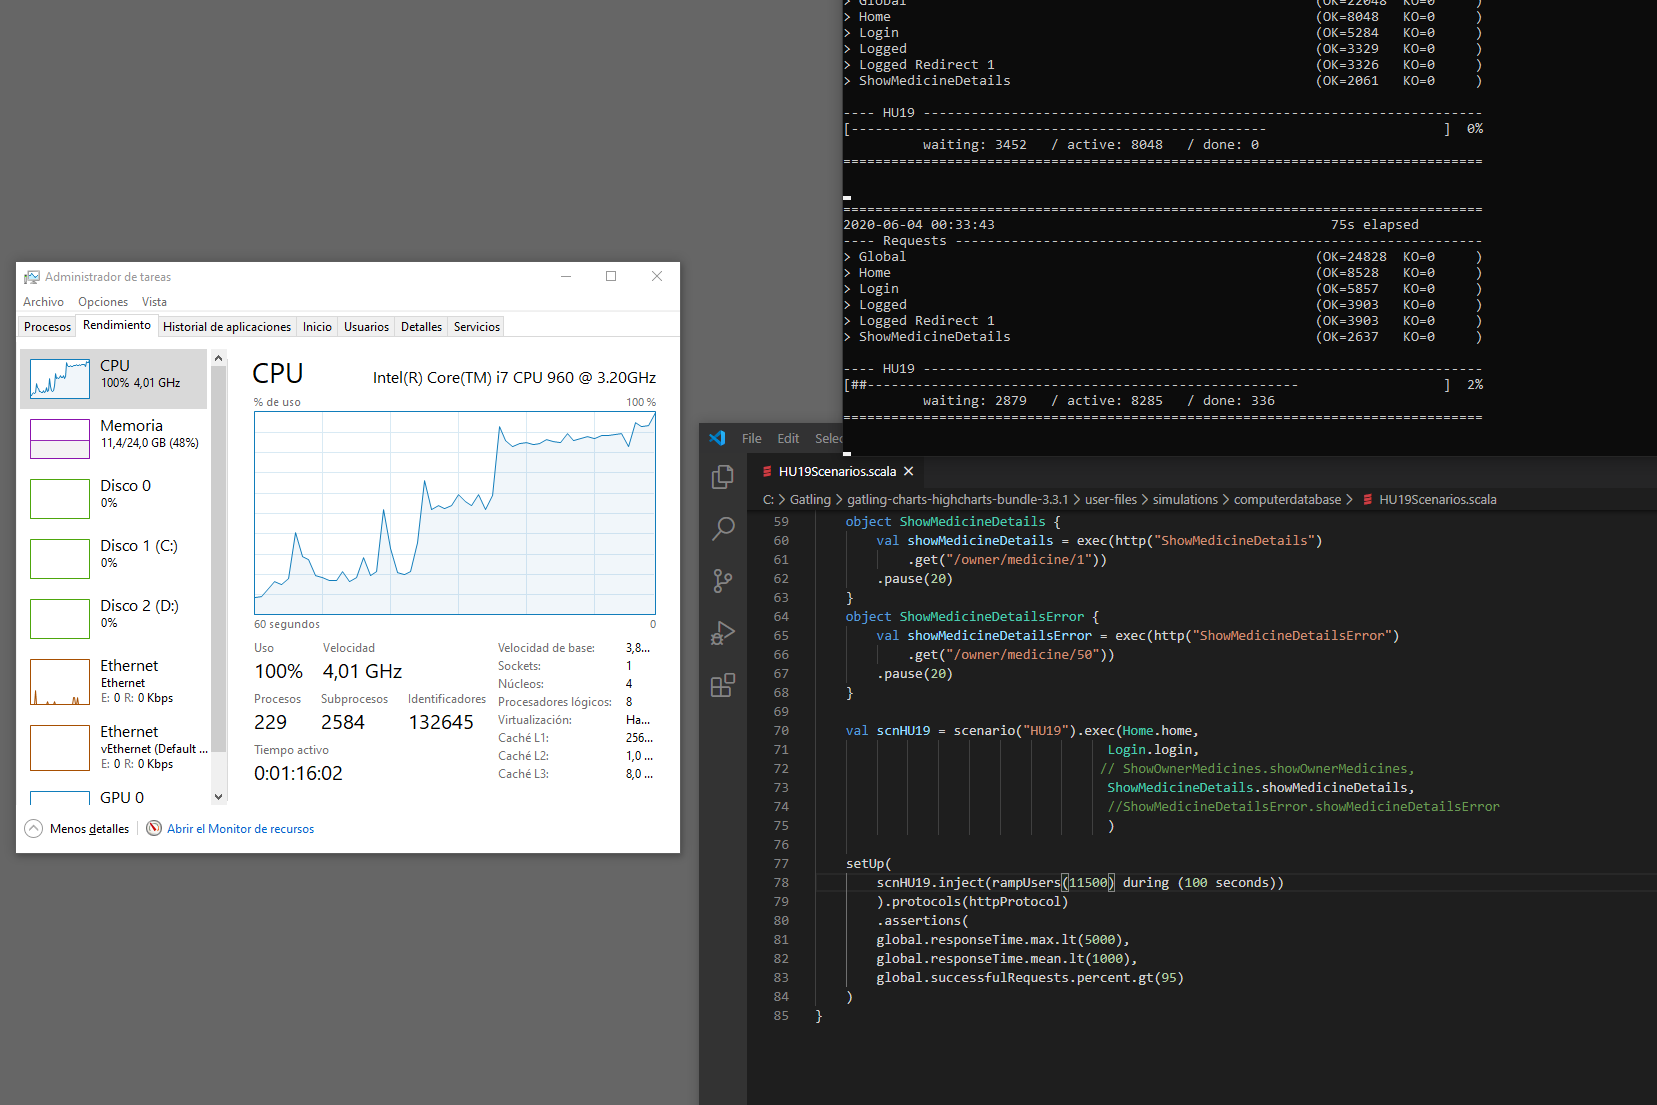 > Global (OK=22048 KO=0 )
> Home (OK=8048 KO=0 )
> Login (OK=5284 KO=0 )
> Logged (OK=3329 KO=0 )
> Logged Redirect 1 (OK=3326 KO=0 )
> ShowMedicineDetails (OK=2061 KO=0 )
---- HU19 ----------------------------------------------------------------------
[---------------------------------------------------- ] 0%
waiting: 3452 / active: 8048 / done: 0
================================================================================
================================================================================
2020-06-04 00:33:43 75s elapsed
---- Requests ------------------------------------------------------------------
> Global (OK=24828 KO=0 )
> Home (OK=8528 KO=0 )
> Login (OK=5857 KO=0 )
> Logged (OK=3903 KO=0 )
> Logged Redirect 1 (OK=3903 KO=0 )
> ShowMedicineDetails (OK=2637 KO=0 )
---- HU19 ----------------------------------------------------------------------
[##------------------------------------------------------ ] 2%
waiting: 2879 / active: 8285 / done: 336
================================================================================
Administrador de tareas
Archivo Opciones Vista
Procesos Rendimiento Historial de aplicaciones Inicio Usuarios Detalles Servicios
CPU
100% 4,01 GHz
Memoria
11,4/24,0 GB (48%)
Disco 0
0%
Disco 1 (C:)
0%
Disco 2 (D:)
0%
Ethernet
Ethernet
E: 0 R: 0 Kbps
Ethernet
vEthernet (Default ...
E: 0 R: 0 Kbps
GPU 0
CPU Intel(R) Core(TM) i7 CPU 960 @ 3.20GHz
% de uso 100 %
60 segundos 0
Uso Velocidad
100% 4,01 GHz
Procesos Subprocesos Identificadores
229 2584 132645
Tiempo activo
0:01:16:02
Velocidad de base: 3,8...
Sockets: 1
Núcleos: 4
Procesadores lógicos: 8
Virtualización: Ha...
Caché L1: 256...
Caché L2: 1,0 ...
Caché L3: 8,0 ...
Menos detalles Abrir el Monitor de recursos
File Edit Selec
HU19Scenarios.scala
C: > Gatling > gatling-charts-highcharts-bundle-3.3.1 > user-files > simulations > computerdatabase > HU19Scenarios.scala
59 object ShowMedicineDetails {
60 val showMedicineDetails = exec(http("ShowMedicineDetails")
61 .get("/owner/medicine/1"))
62 .pause(20)
63 }
64 object ShowMedicineDetailsError {
65 val showMedicineDetailsError = exec(http("ShowMedicineDetailsError")
66 .get("/owner/medicine/50"))
67 .pause(20)
68 }
69
70 val scnHU19 = scenario("HU19").exec(Home.home,
71 Login.login,
72 // ShowOwnerMedicines.showOwnerMedicines,
73 ShowMedicineDetails.showMedicineDetails,
74 //ShowMedicineDetailsError.showMedicineDetailsError
75 )
76
77 setUp(
78 scnHU19.inject(rampUsers(11500) during (100 seconds))
79 ).protocols(httpProtocol)
80 .assertions(
81 global.responseTime.max.lt(5000),
82 global.responseTime.mean.lt(1000),
83 global.successfulRequests.percent.gt(95)
84 )
85 }